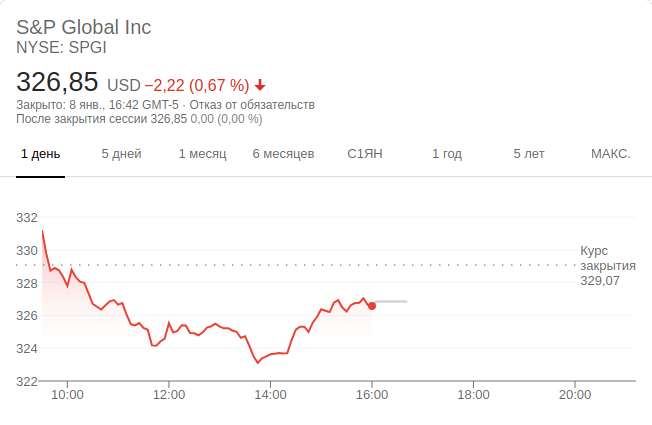 S&P Global Inc
NYSE: SPGI
326,85 USD −2,22 (0,67 %)
Закрыто: 8 янв., 16:42 GMT-5 · Отказ от обязательств
После закрытия сессии 326,85 0,00 (0,00 %)
1 день 5 дней 1 месяц 6 месяцев С1ЯН 1 год 5 лет МАКС.
332
330
328
326
324
322
Курс
закрытия
329,07
10:00 12:00 14:00 16:00 18:00 20:00